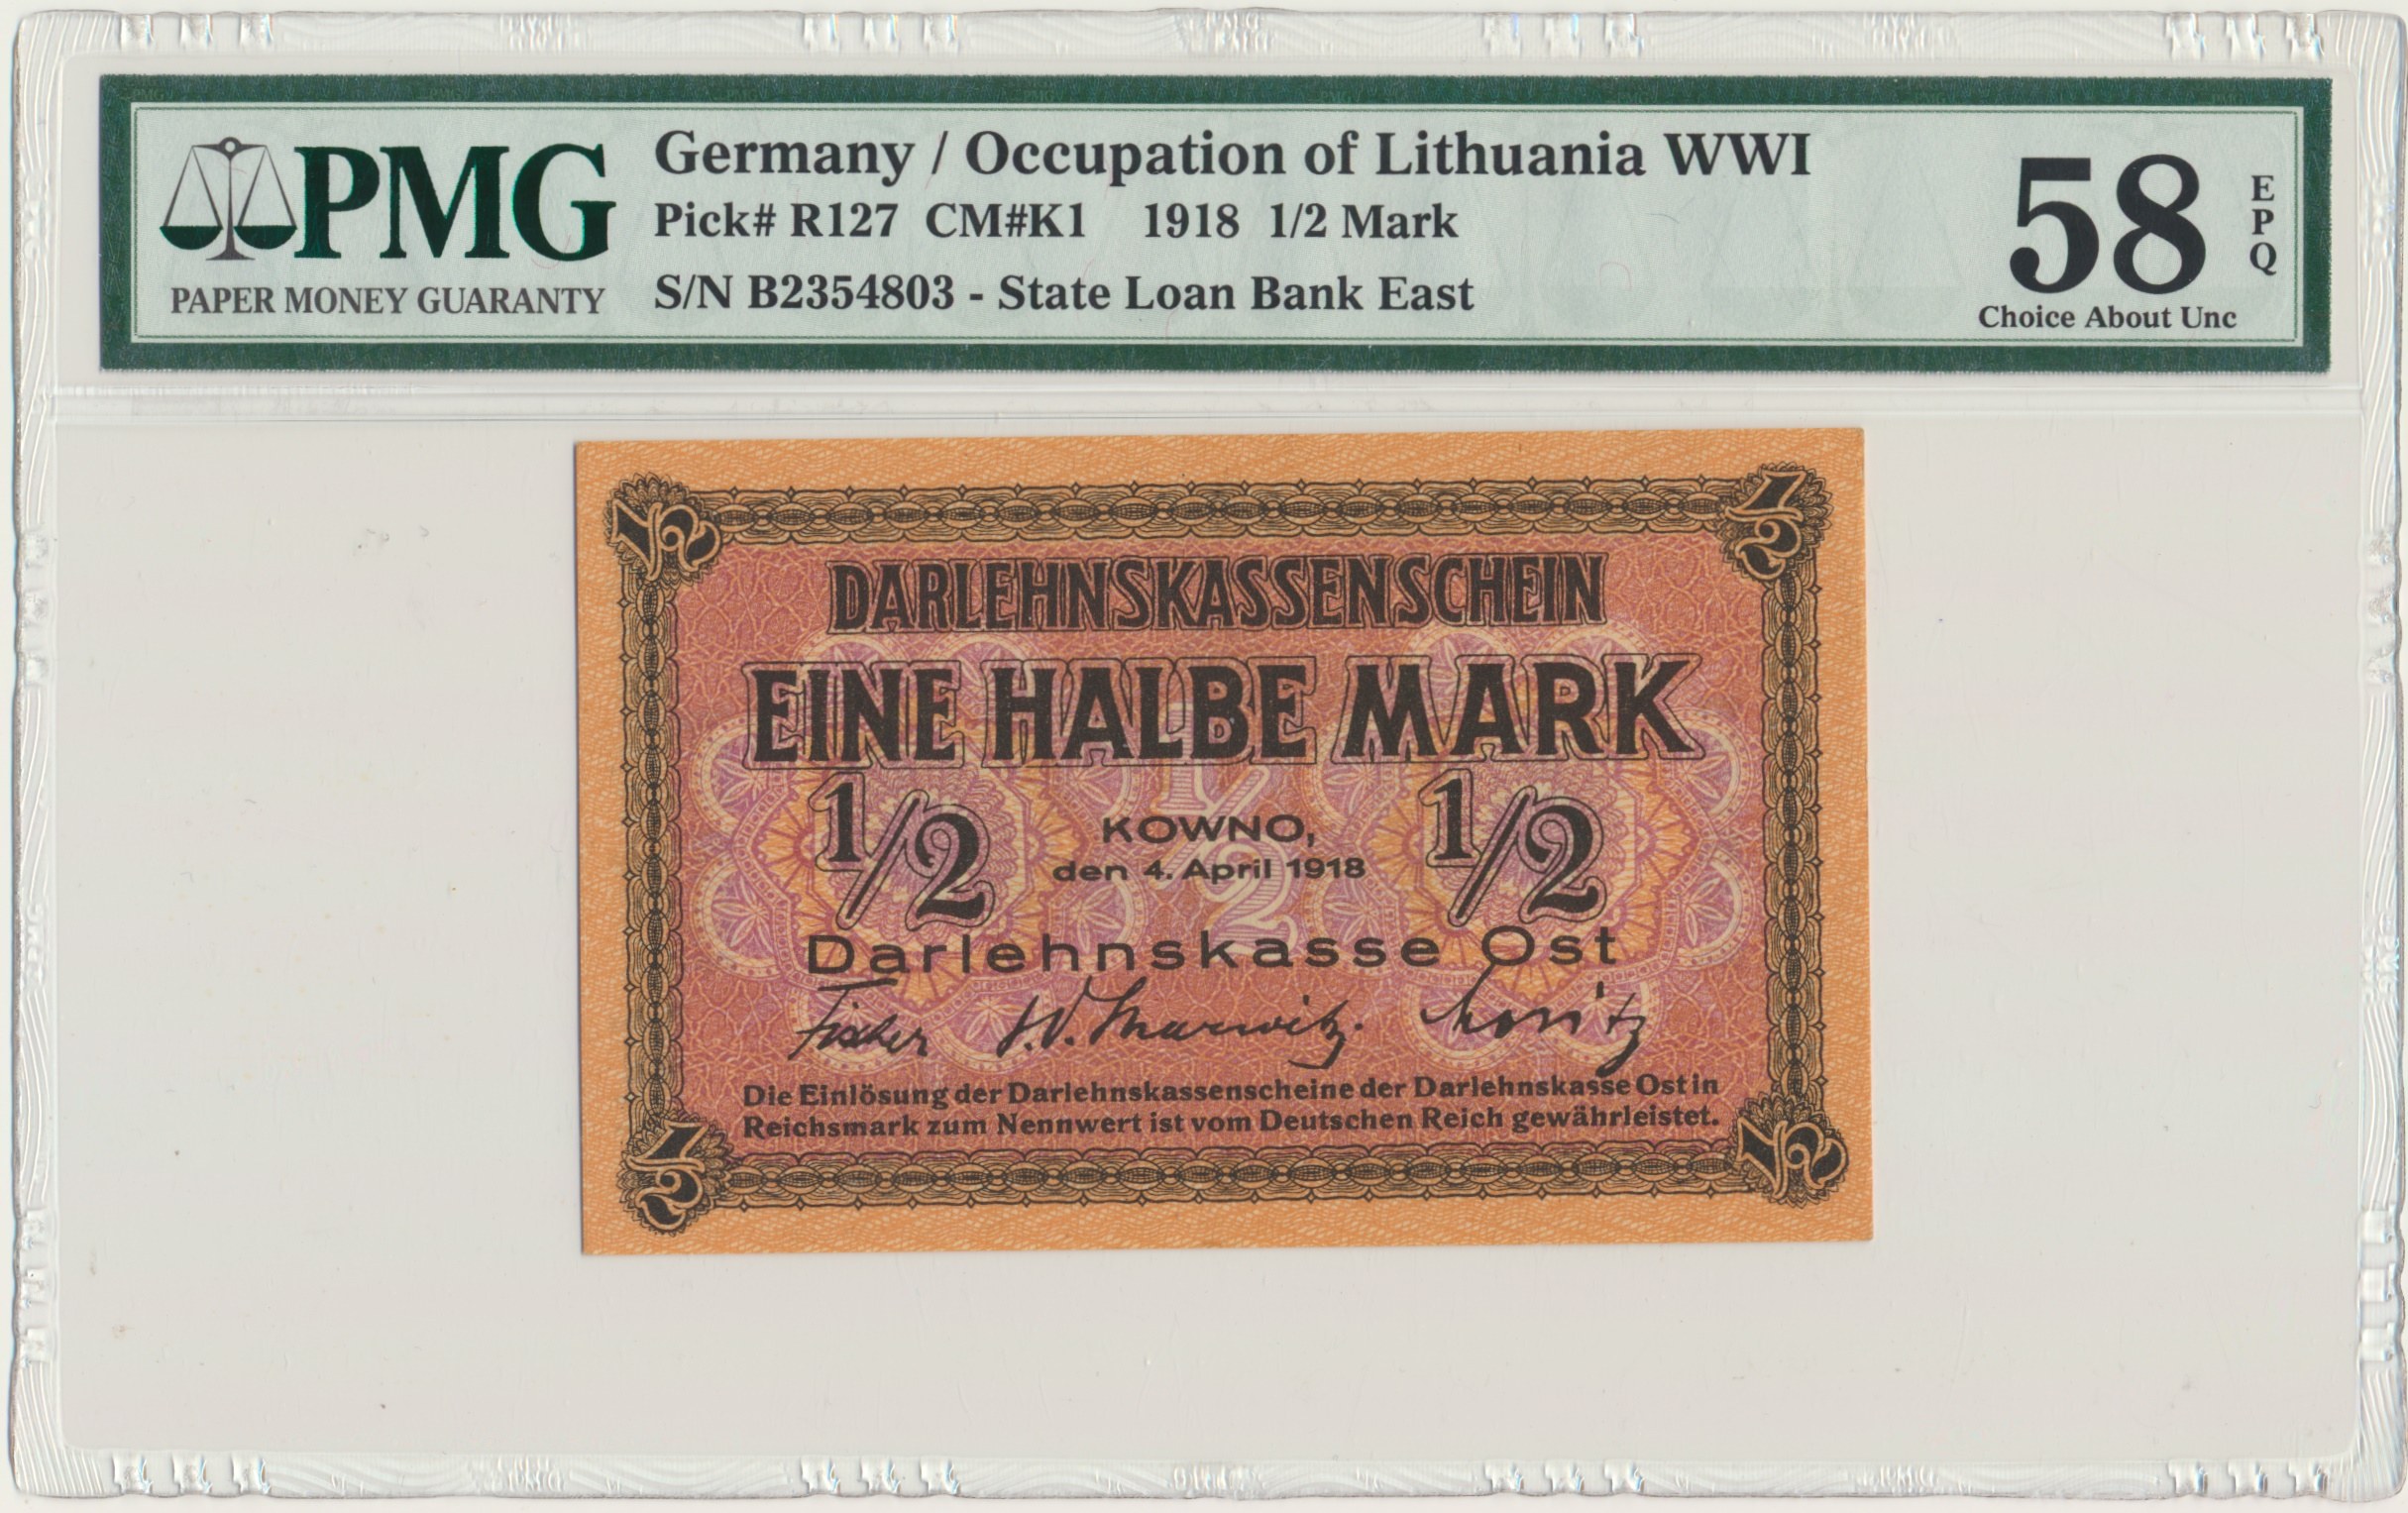 PMG
PAPER MONEY GUARANTY
Germany / Occupation of Lithuania WWI
Pick# R127 CM#K1 1918 1/2 Mark
S/N B2354803 - State Loan Bank East
58
EPQ
Choice About Unc
1/2
1/2
DARLEHNSKASSENSCHEIN
EINE HALBE MARK
1/2
1/2
1/2
KOWNO,
den 4. April 1918
Darlehnskasse Ost
Fischer
Die Einlösung der Darlehnskassenscheine der Darlehnskasse Ost in
Reichsmark zum Nennwert ist vom Deutschen Reich gewährleistet.
1/2
1/2